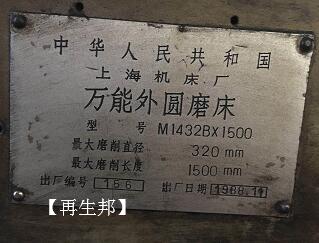 中华人民共和国
上海机床厂
万能外圆磨床
型 号 M1432BX1500
最大磨削直径 320 mm
最大磨削长度 1500 mm
出厂编号 166 出厂日期 1988.11
【再生邦】